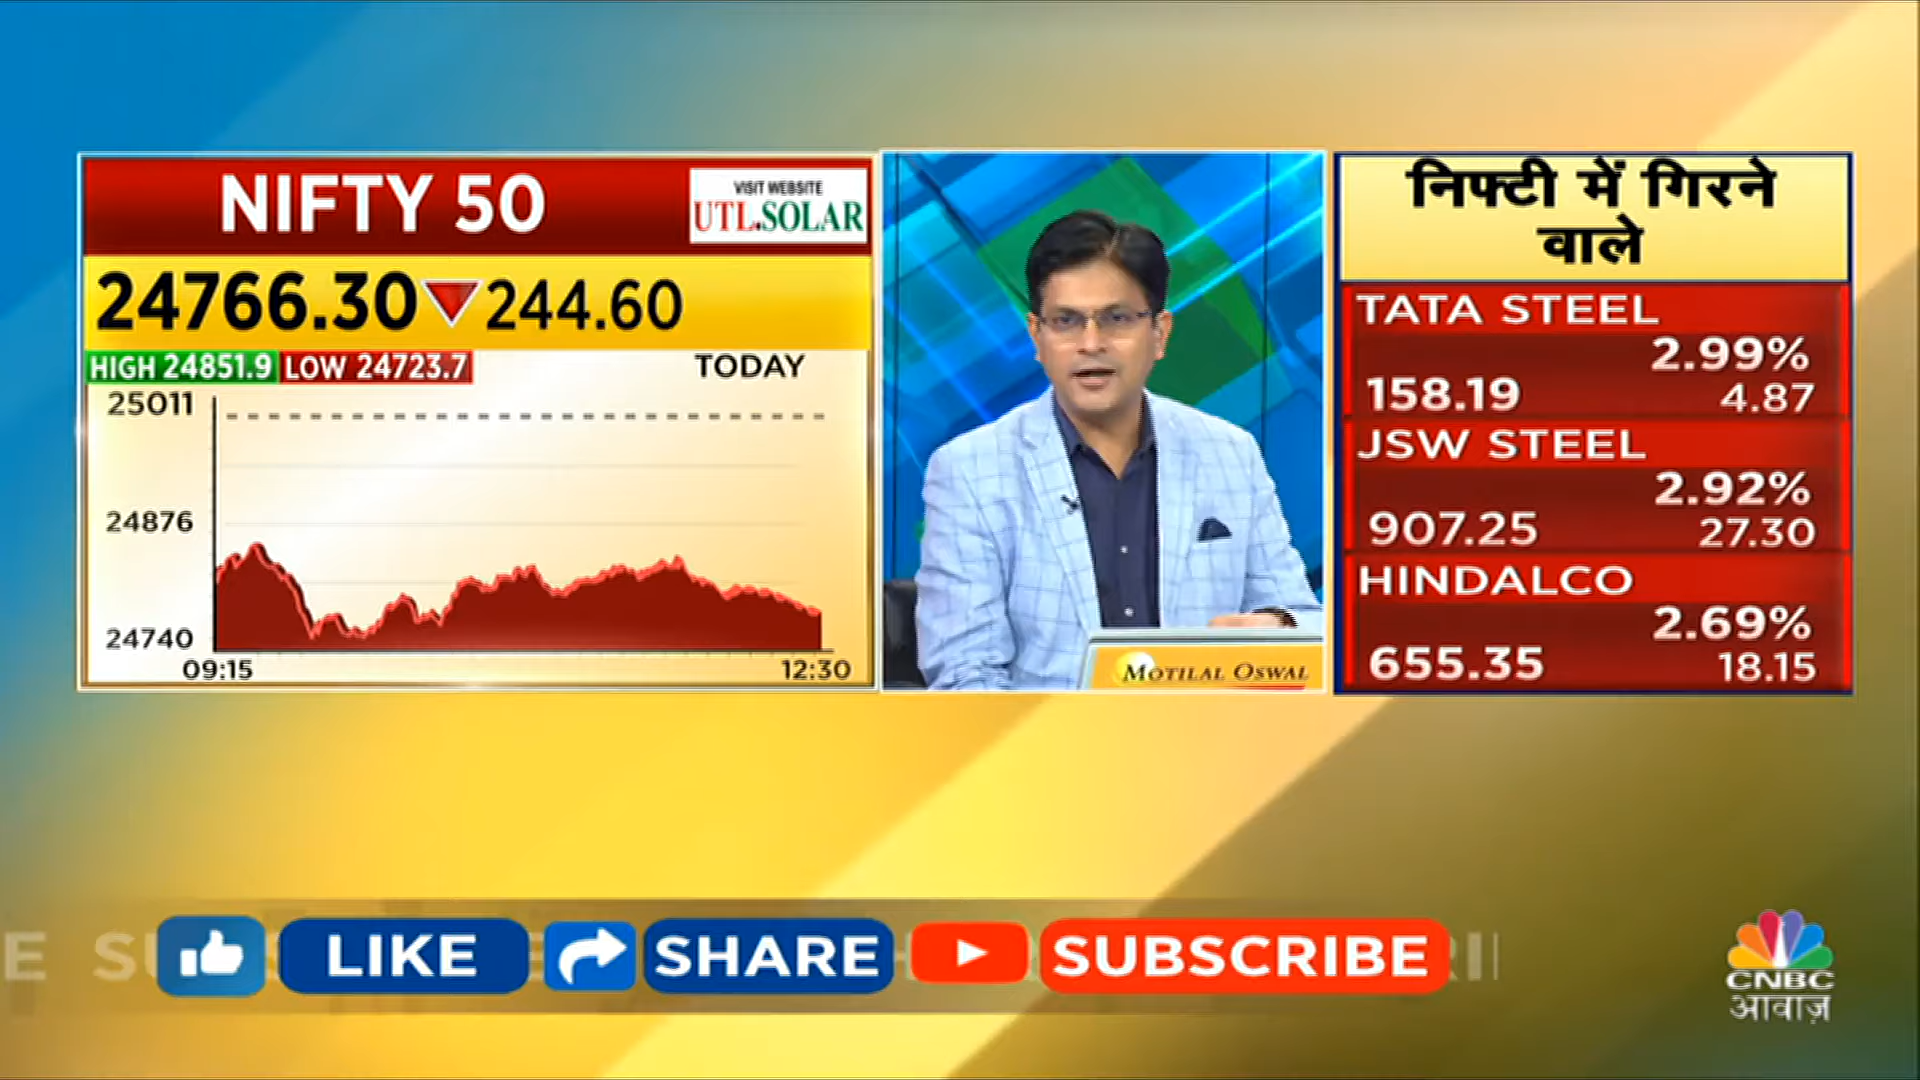 NIFTY 50
VISIT WEBSITE
UTL.SOLAR
24766.30 ▼ 244.60
HIGH 24851.9 LOW 24723.7
TODAY
25011
24876
24740
09:15 12:30
MOTILAL OSWAL
निफ्टी में गिरने
वाले
TATA STEEL
2.99%
158.19 4.87
JSW STEEL
2.92%
907.25 27.30
HINDALCO
2.69%
655.35 18.15
LIKE SHARE SUBSCRIBE
CNBC
आवाज़